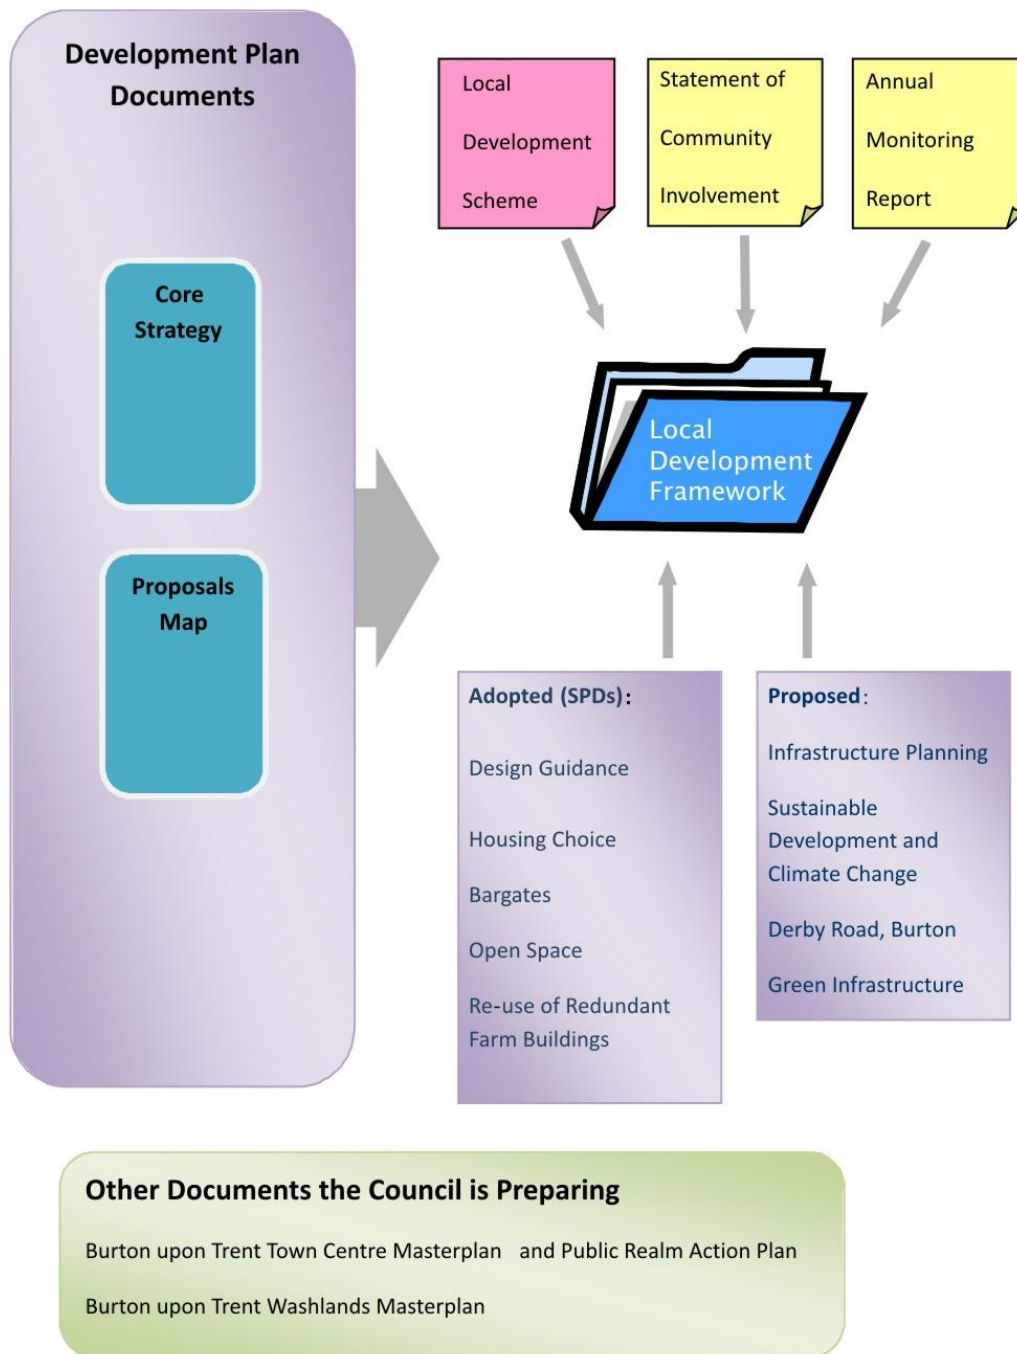 Development Plan
Documents
Core
Strategy
Proposals
Map
Local
Development
Scheme
Statement of
Community
Involvement
Annual
Monitoring
Report
Local
Development
Framework
Adopted (SPDs):
Design Guidance
Housing Choice
Bargates
Open Space
Re-use of Redundant
Farm Buildings
Proposed:
Infrastructure Planning
Sustainable
Development and
Climate Change
Derby Road, Burton
Green Infrastructure
Other Documents the Council is Preparing
Burton upon Trent Town Centre Masterplan and Public Realm Action Plan
Burton upon Trent Washlands Masterplan